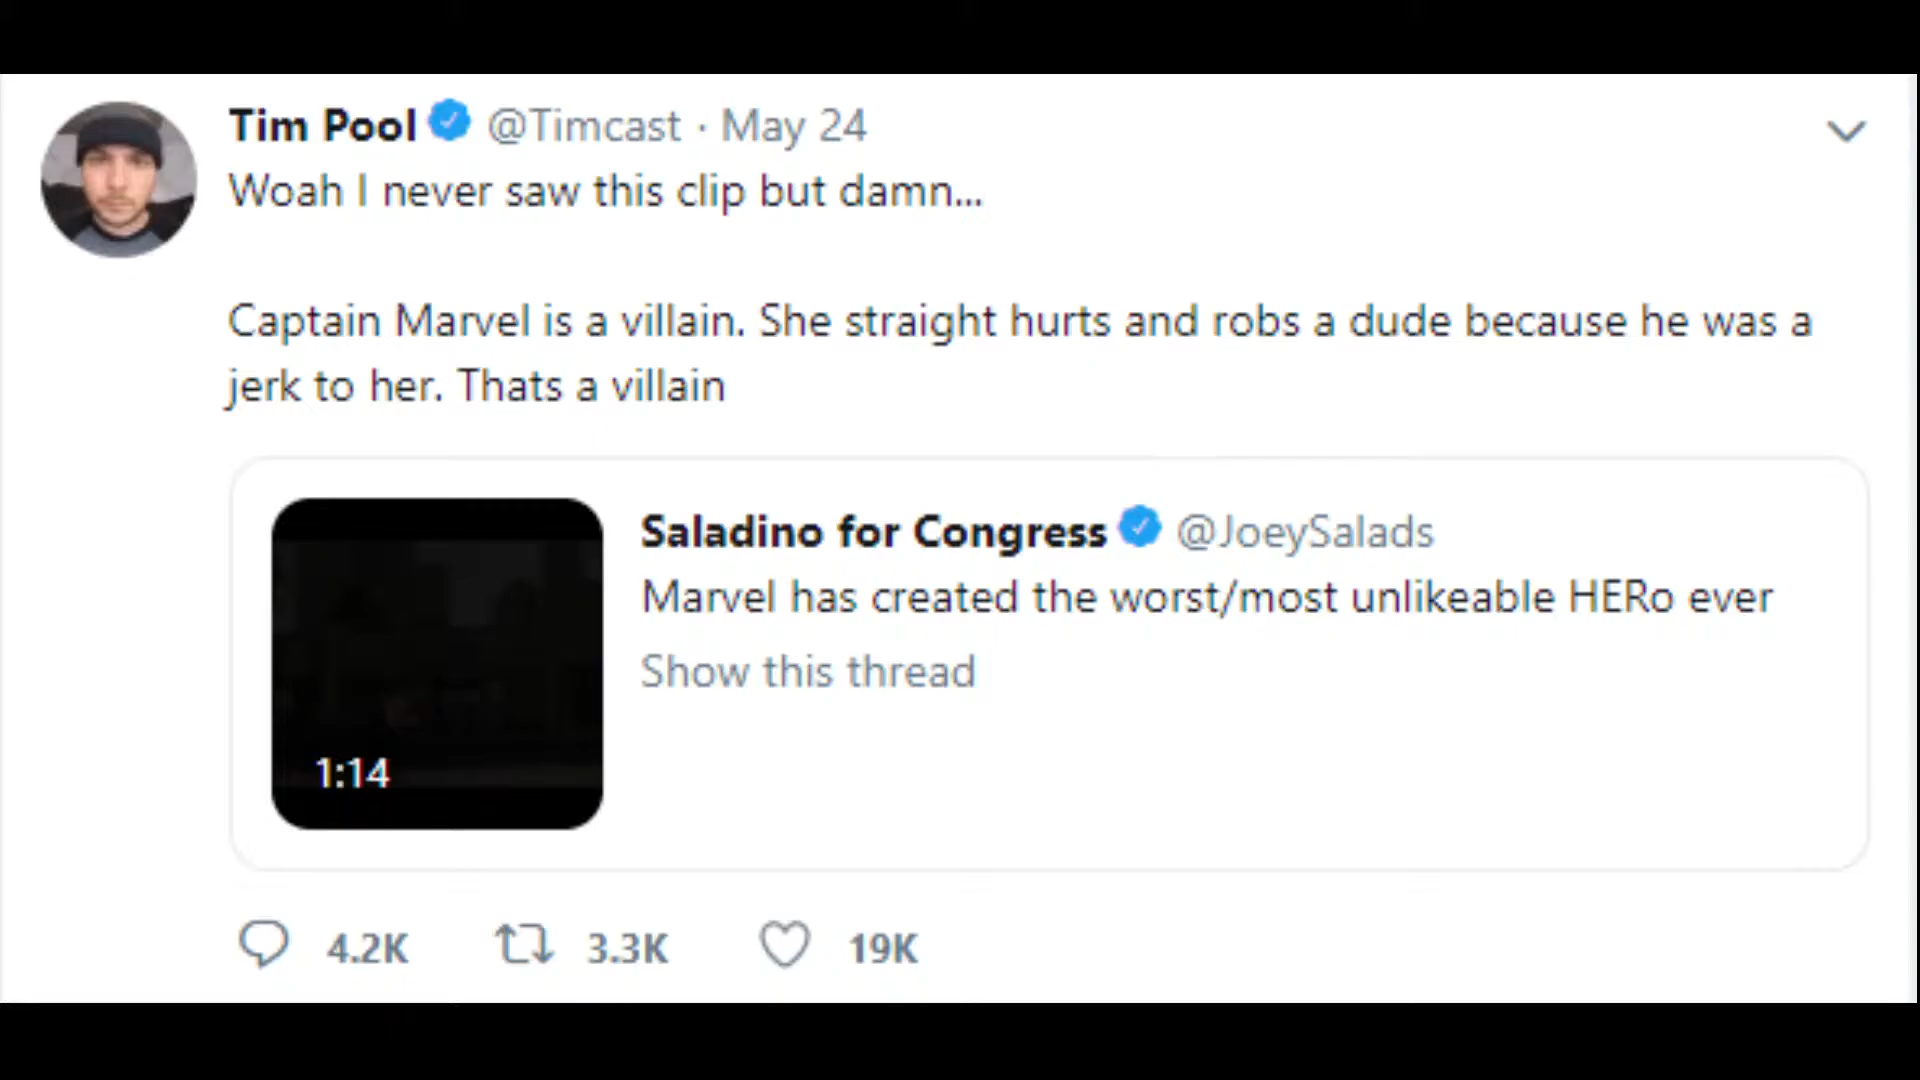 Tim Pool @Timcast · May 24
Woah I never saw this clip but damn...
Captain Marvel is a villain. She straight hurts and robs a dude because he was a
jerk to her. Thats a villain
Saladino for Congress @JoeySalads
Marvel has created the worst/most unlikeable HERo ever
Show this thread
1:14
4.2K 3.3K 19K